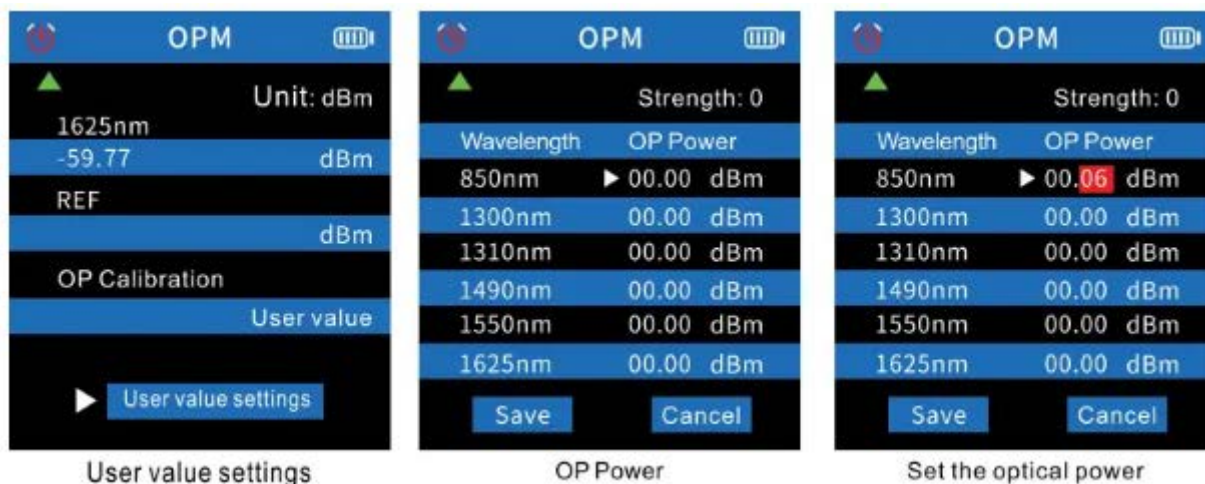 OPM
Unit: dBm
1625nm
-59.77 dBm
REF
dBm
OP Calibration
User value
User value settings
User value settings
OPM
Strength: 0
Wavelength OP Power
850nm 00.00 dBm
1300nm 00.00 dBm
1310nm 00.00 dBm
1490nm 00.00 dBm
1550nm 00.00 dBm
1625nm 00.00 dBm
Save Cancel
OP Power
OPM
Strength: 0
Wavelength OP Power
850nm 00.06 dBm
1300nm 00.00 dBm
1310nm 00.00 dBm
1490nm 00.00 dBm
1550nm 00.00 dBm
1625nm 00.00 dBm
Save Cancel
Set the optical power